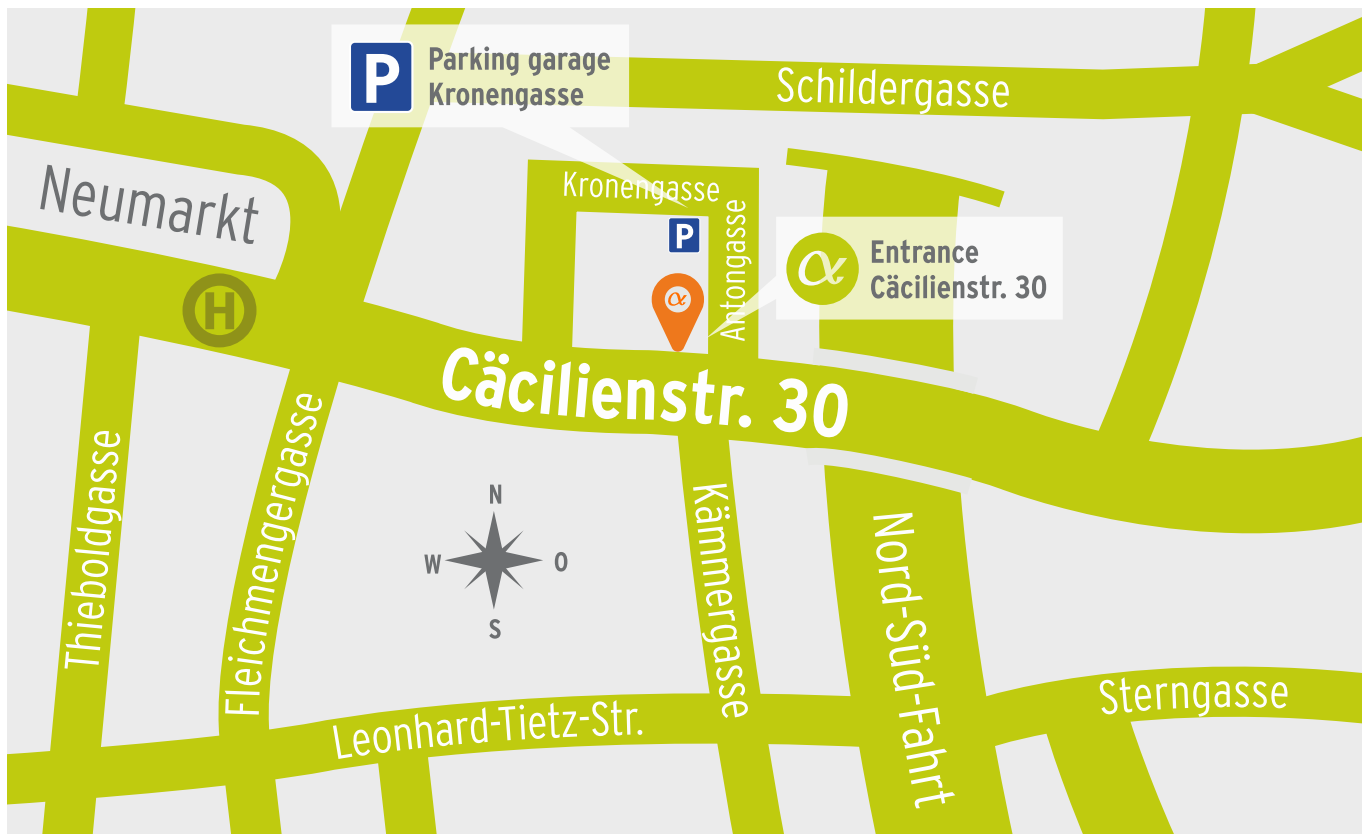 P
Parking garage
Kronengasse
Schildergasse
Neumarkt
Kronengasse
Antongasse
P
α
α
Entrance
Cäcilienstr. 30
H
Cäcilienstr. 30
Thieboldgasse
Fleichmengergasse
N
W
O
S
Kämmergasse
Nord-Süd-Fahrt
Leonhard-Tietz-Str.
Sterngasse